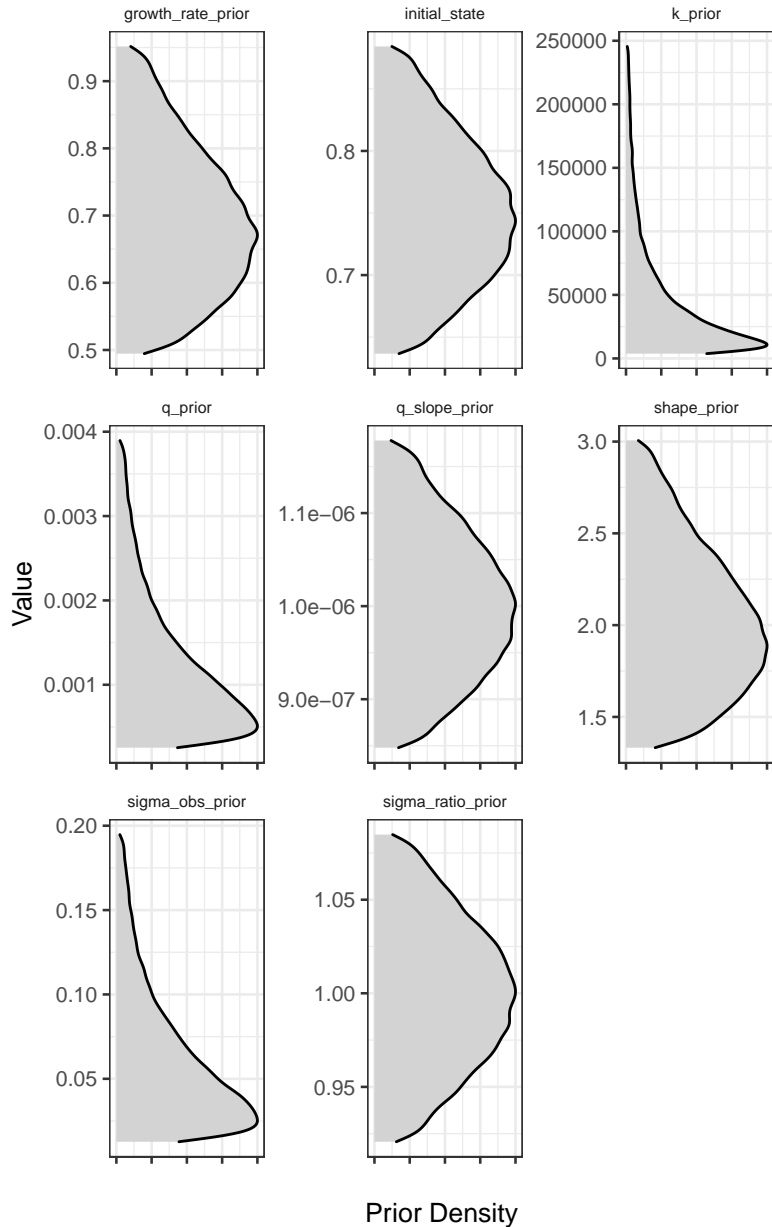 growth_rate_prior
initial_state
k_prior
0.9
0.8
0.7
0.6
0.5
0.8
0.7
250000
200000
150000
100000
50000
0
q_prior
q_slope_prior
shape_prior
0.004
0.003
0.002
0.001
1.1e−06
1.0e−06
9.0e−07
3.0
2.5
2.0
1.5
Value
sigma_obs_prior
sigma_ratio_prior
0.20
0.15
0.10
0.05
1.05
1.00
0.95
Prior Density